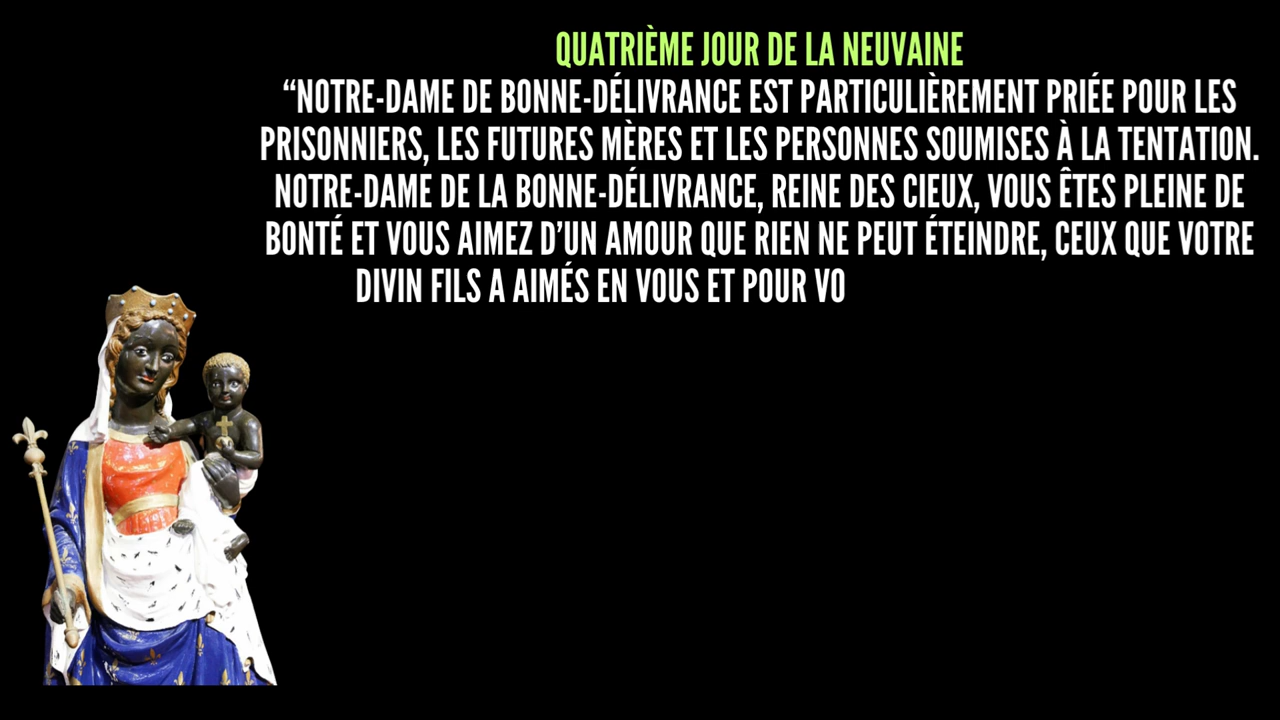 QUATRIÈME JOUR DE LA NEUVAINE
“NOTRE-DAME DE BONNE-DÉLIVRANCE EST PARTICULIÈREMENT PRIÉE POUR LES
PRISONNIERS, LES FUTURES MÈRES ET LES PERSONNES SOUMISES À LA TENTATION.
NOTRE-DAME DE LA BONNE-DÉLIVRANCE, REINE DES CIEUX, VOUS ÊTES PLEINE DE
BONTÉ ET VOUS AIMEZ D’UN AMOUR QUE RIEN NE PEUT ÉTEINDRE, CEUX QUE VOTRE
DIVIN FILS A AIMÉS EN VOUS ET POUR VO